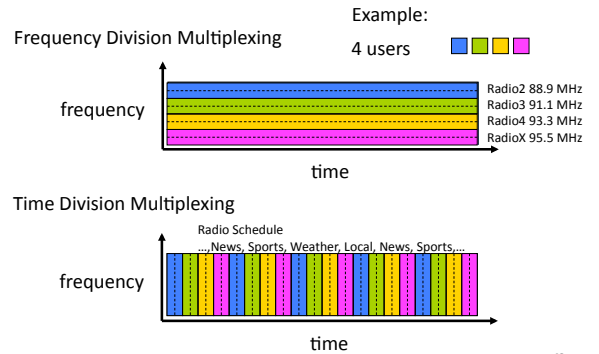 Example:
Frequency Division Multiplexing
4 users
Radio2 88.9 MHz
Radio3 91.1 MHz
Radio4 93.3 MHz
RadioX 95.5 MHz
frequency
time
Time Division Multiplexing
Radio Schedule
…,News, Sports, Weather, Local, News, Sports,…
frequency
time